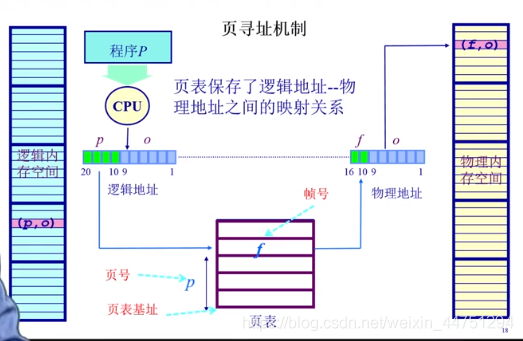 页寻址机制
程序P
CPU
页表保存了逻辑地址--物
理地址之间的映射关系
p
o
f
o
(f,o)
20
10
9
1
16
10
9
1
逻辑地址
物理地址
逻辑内
存空间
物理内
存空间
(p,o)
帧号
f
页号
p
页表基址
页表
https://blog.csdn.net/weixin_44751294
18